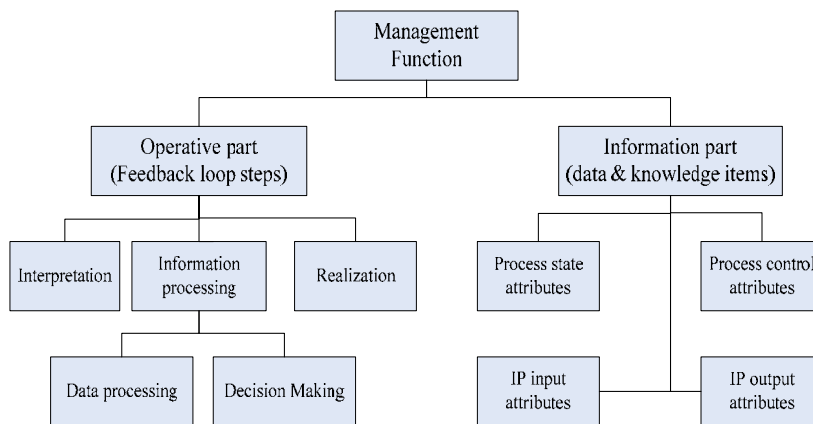 Management
Function
Operative part
(Feedback loop steps)
Information part
(data & knowledge items)
Interpretation
Information
processing
Realization
Process state
attributes
Process control
attributes
Data processing
Decision Making
IP input
attributes
IP output
attributes